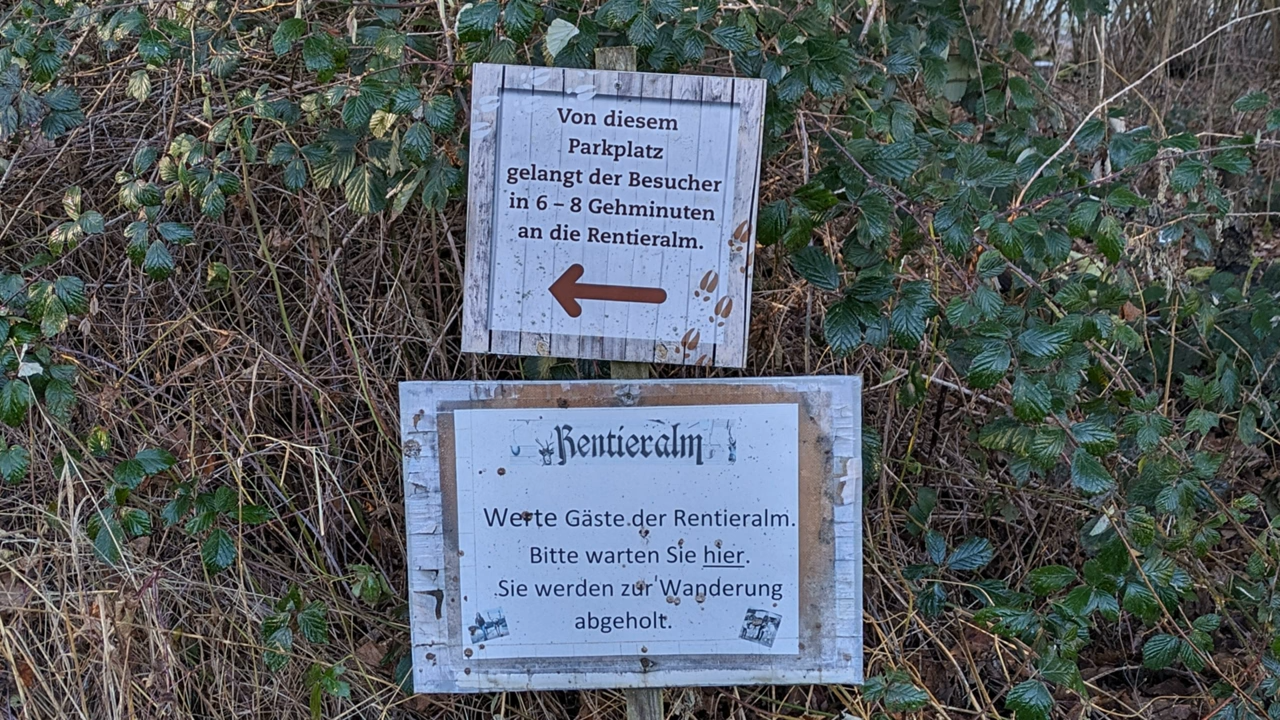 Von diesem
Parkplatz
gelangt der Besucher
in 6 – 8 Gehminuten
an die Rentieralm.
Rentieralm
Werte Gäste der Rentieralm.
Bitte warten Sie hier.
Sie werden zur Wanderung
abgeholt.